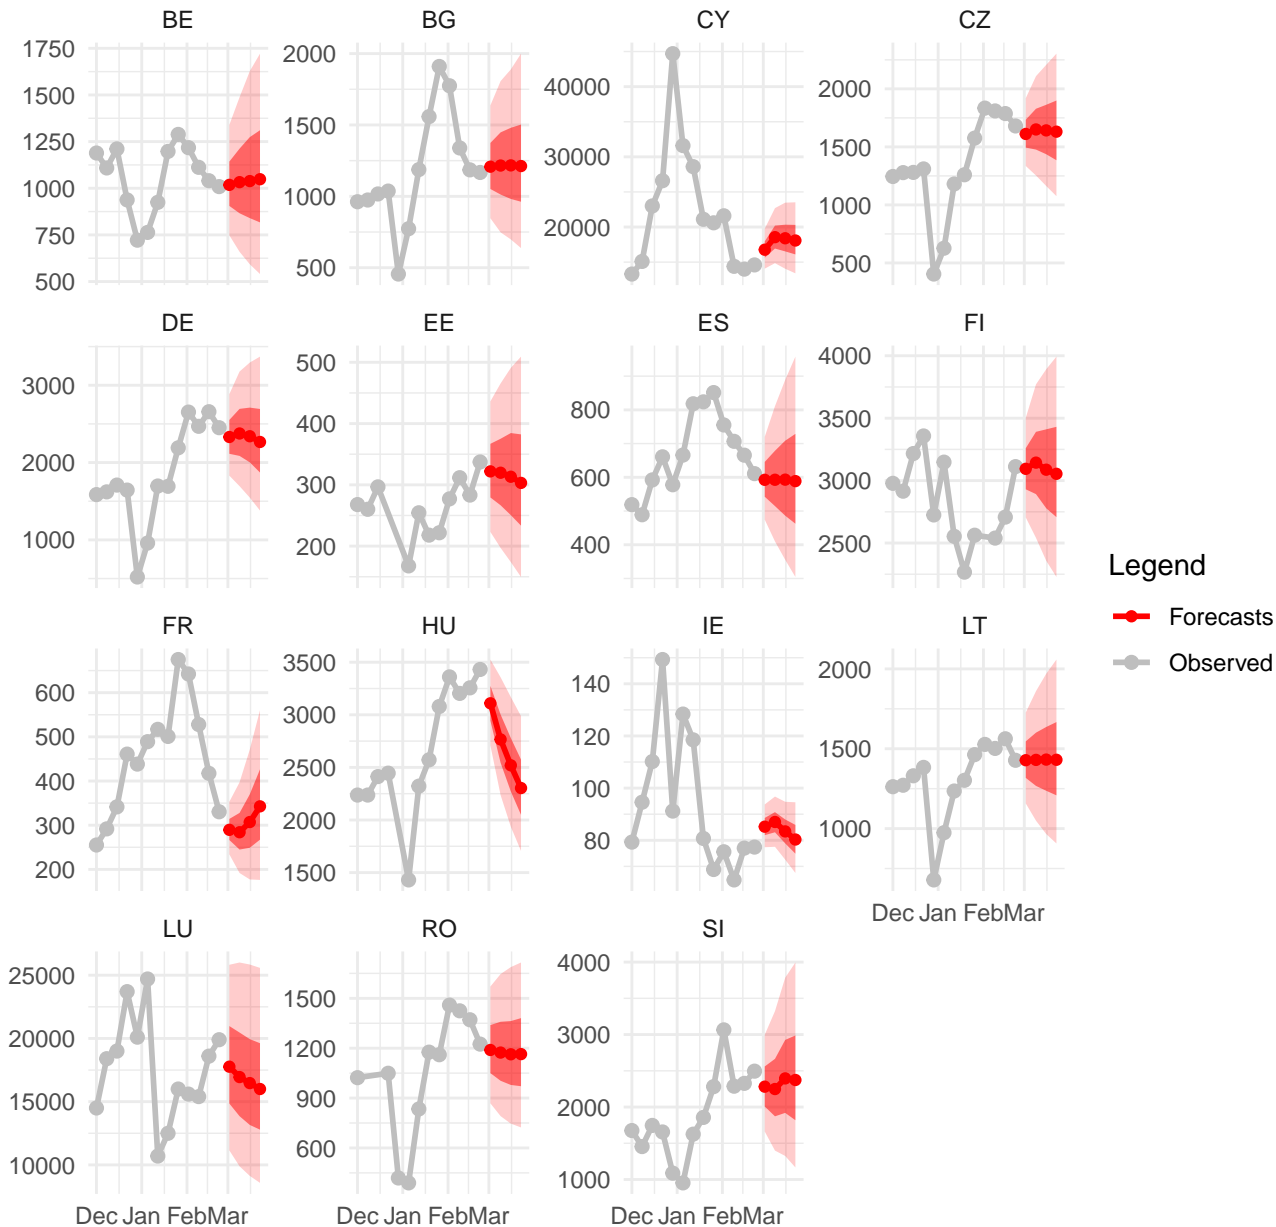 BE
BG
CY
CZ
1750
1500
1250
1000
750
500
2000
1500
1000
500
40000
30000
20000
2000
1500
1000
500
DE
EE
ES
FI
3000
2000
1000
500
400
300
200
800
600
400
4000
3500
3000
2500
FR
HU
IE
LT
600
500
400
300
200
3500
3000
2500
2000
1500
140
120
100
80
2000
1500
1000
Dec Jan Feb Mar
LU
RO
SI
25000
20000
15000
10000
1500
1200
900
600
4000
3000
2000
1000
Dec Jan Feb Mar
Dec Jan Feb Mar
Dec Jan Feb Mar
Legend
Forecasts
Observed